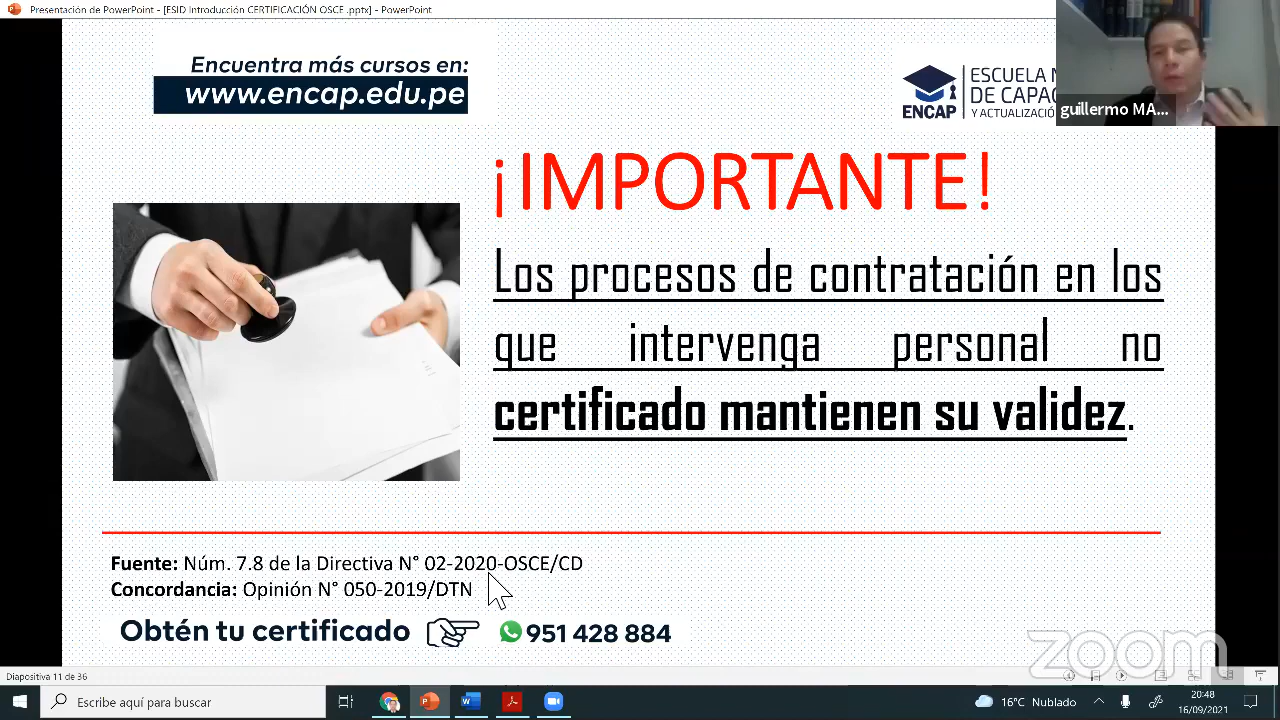 Presentación de PowerPoint - [ESID Introducción CERTIFICACIÓN OSCE .pptx] - PowerPoint
Encuentra más cursos en:
www.encap.edu.pe
ENCAP
ESCUELA N
DE CAPAC
Y ACTUALIZACIÓ
guillermo MA...
¡IMPORTANTE!
Los procesos de contratación en los
que intervenga personal no
certificado mantienen su validez.
Fuente: Núm. 7.8 de la Directiva N° 02-2020-OSCE/CD
Concordancia: Opinión N° 050-2019/DTN
Obtén tu certificado 951 428 884
zoom
Diapositiva 11 de 36
Escribe aquí para buscar
16°C Nublado
20:48
16/09/2021